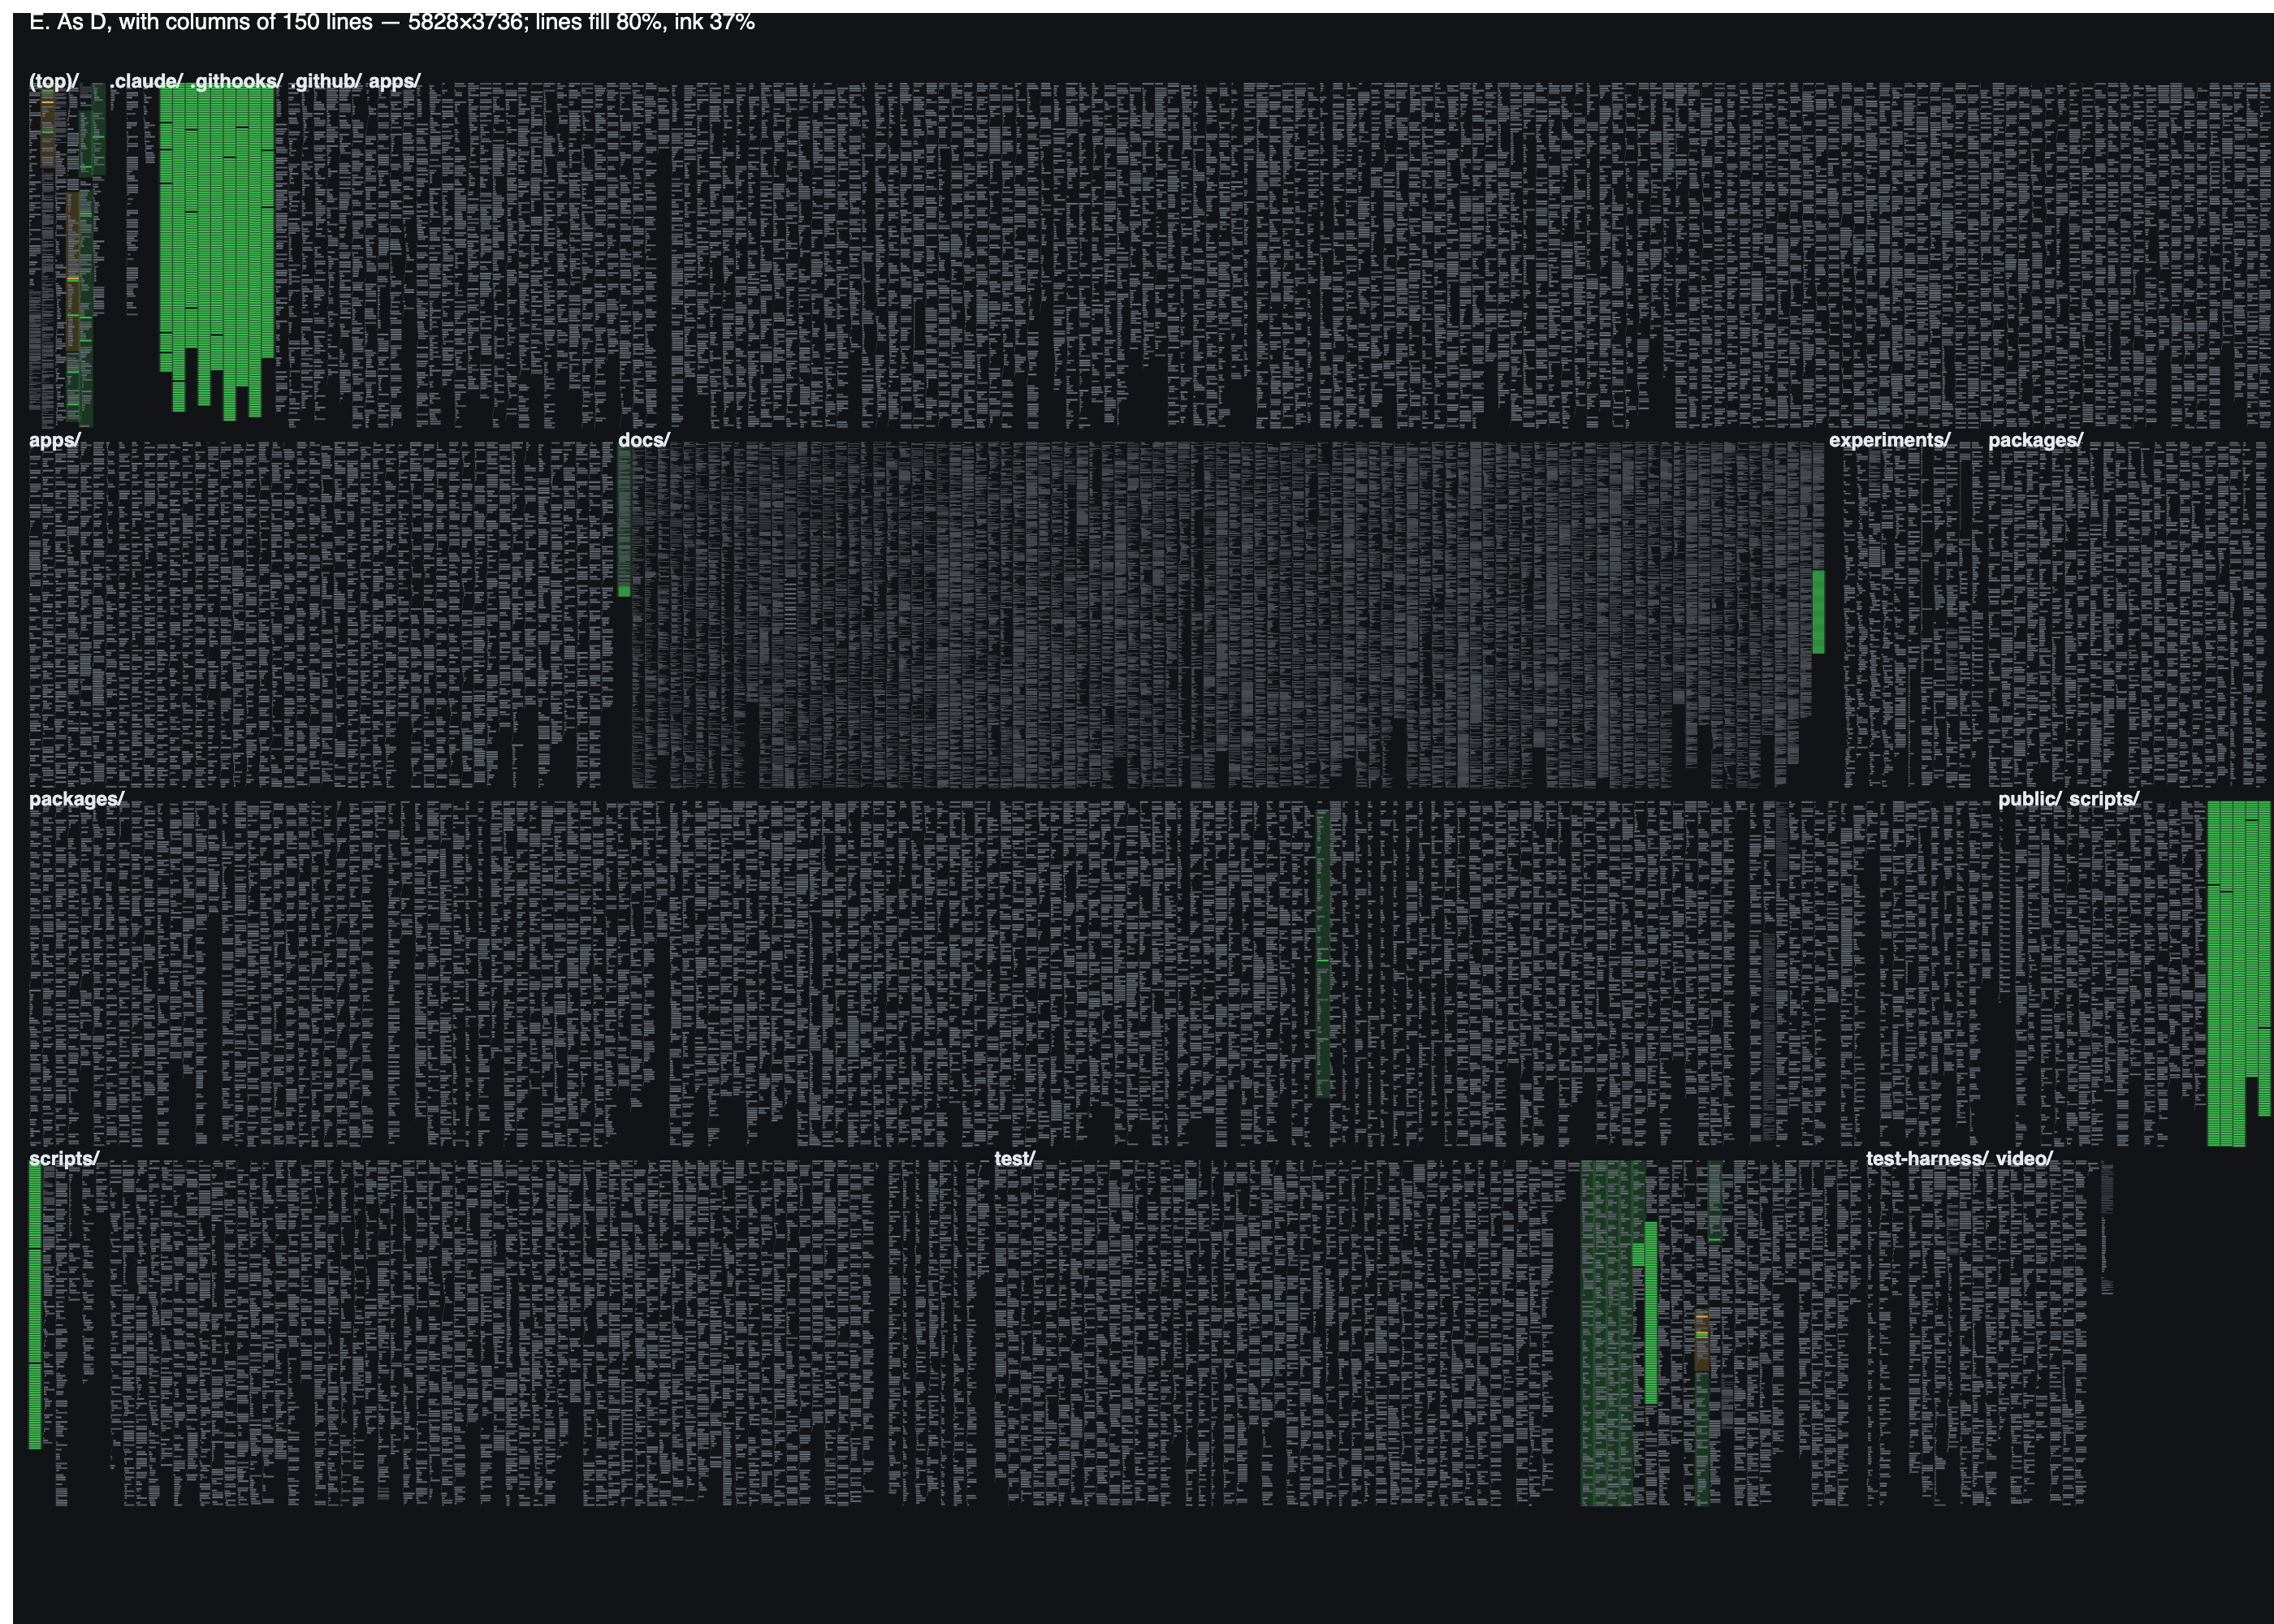 E. As D, with columns of 150 lines — 5828×3736; lines fill 80%, ink 37%
(top)/ .claude/ .githooks/ .github/ apps/
apps/ docs/ experiments/ packages/
packages/ public/ scripts/
scripts/ test/ test-harness/ video/